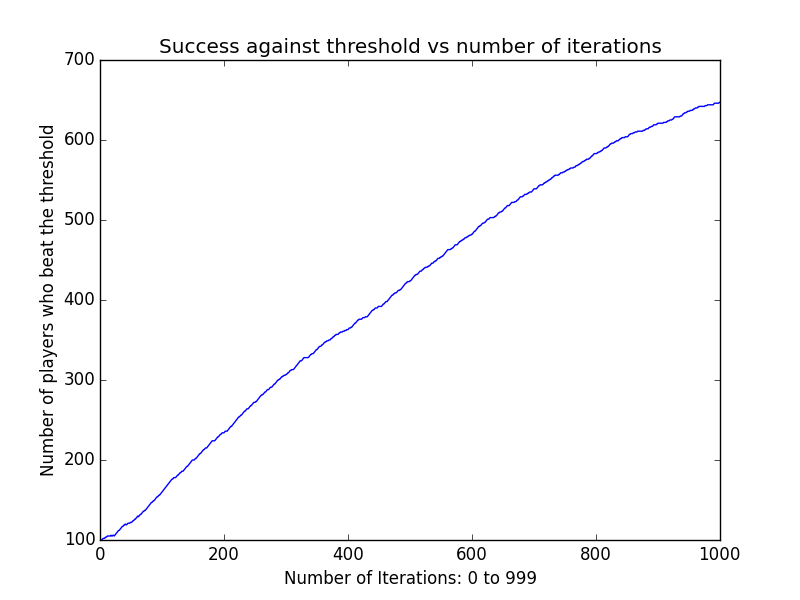 Success against threshold vs number of iterations
700
600
500
400
300
200
100
Number of players who beat the threshold
0 200 400 600 800 1000
Number of Iterations: 0 to 999